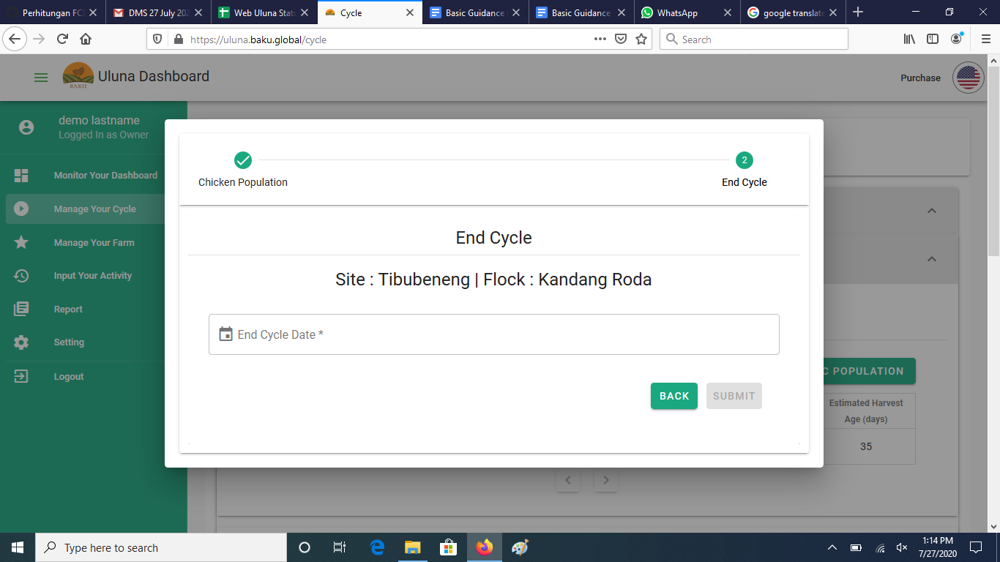 Perhitungan FC
DMS 27 July 202
Web Uluna Stat
Cycle
Basic Guidance
Basic Guidance
WhatsApp
google translate
https://uluna.baku.global/cycle
Search
BAKU
Uluna Dashboard
Purchase
demo lastname
Logged In as Owner
Monitor Your Dashboard
Manage Your Cycle
Manage Your Farm
Input Your Activity
Report
Setting
Logout
2
Chicken Population
End Cycle
End Cycle
Site : Tibubeneng | Flock : Kandang Roda
End Cycle Date *
BACK
SUBMIT
C POPULATION
Estimated Harvest
Age (days)
35
Type here to search
1:14 PM
7/27/2020